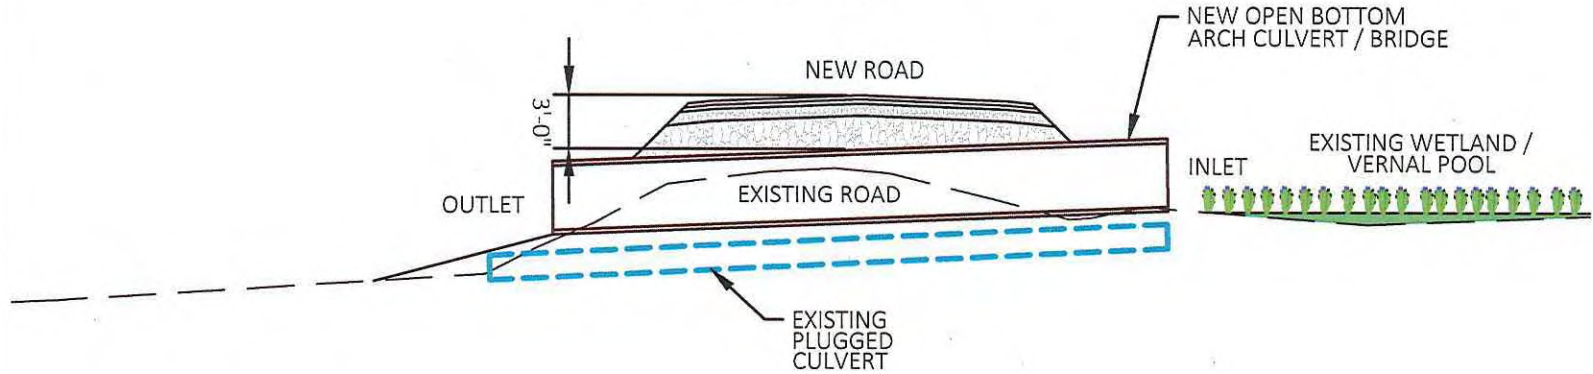 NEW OPEN BOTTOM
ARCH CULVERT / BRIDGE
NEW ROAD
3'-0"
EXISTING WETLAND /
VERNAL POOL
INLET
EXISTING ROAD
OUTLET
EXISTING
PLUGGED
CULVERT